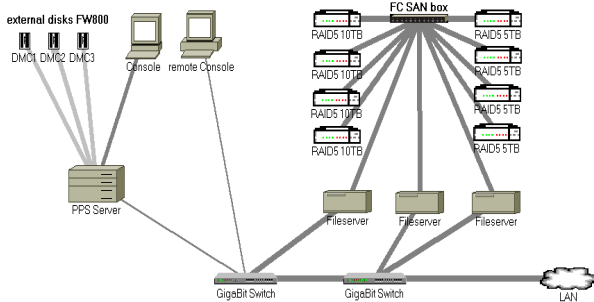 external disks FW800
DMC1 DMC2 DMC3
Console
remote Console
FC SAN box
RAID5 10TB
RAID5 5TB
RAID5 10TB
RAID5 5TB
RAID5 10TB
RAID5 5TB
RAID5 10TB
RAID5 5TB
PPS Server
Fileserver
Fileserver
Fileserver
GigaBit Switch
GigaBit Switch
LAN